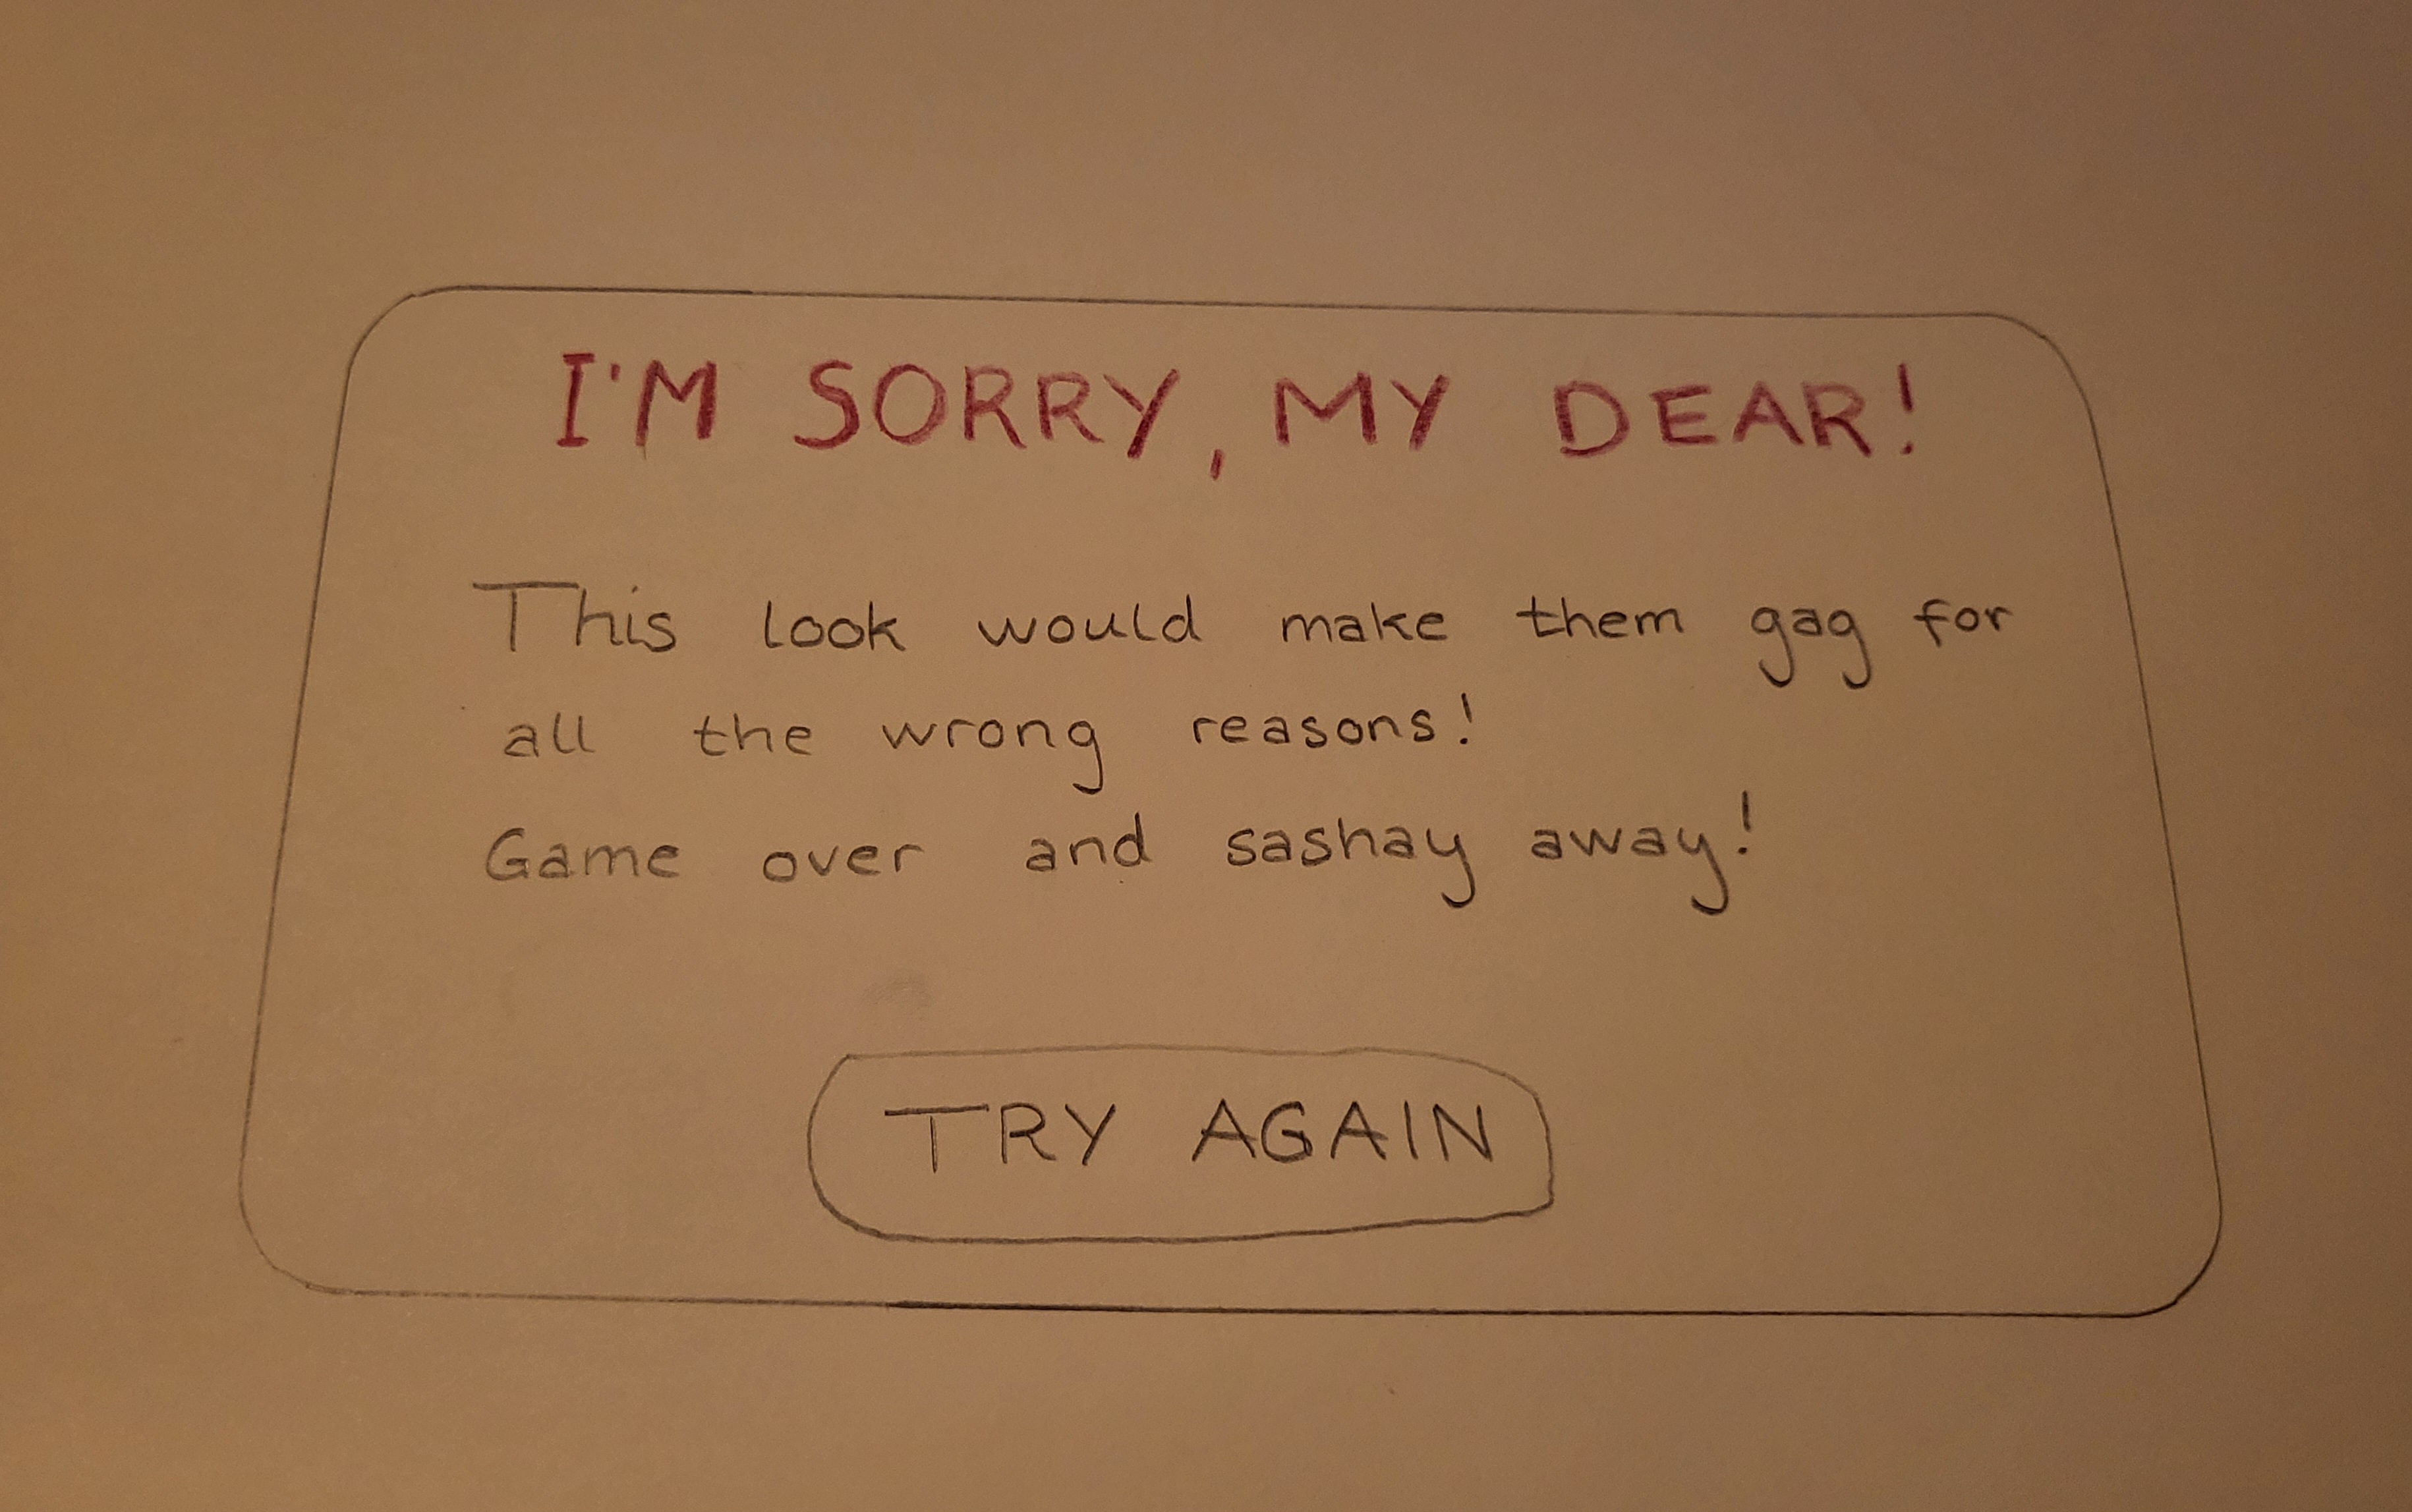 I'M SORRY, MY DEAR!
This look would make them gag for
all the wrong reasons!
Game over and sashay away!
TRY AGAIN